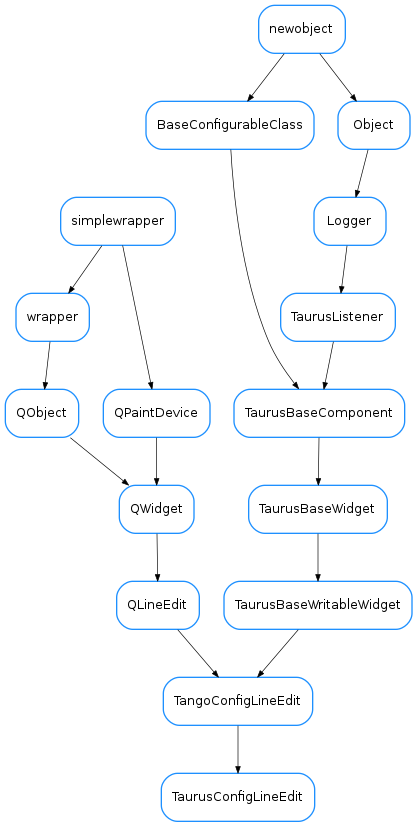 newobject
BaseConfigurableClass
Object
simplewrapper
Logger
wrapper
TaurusListener
QObject
QPaintDevice
TaurusBaseComponent
QWidget
TaurusBaseWidget
QLineEdit
TaurusBaseWritableWidget
TangoConfigLineEdit
TaurusConfigLineEdit